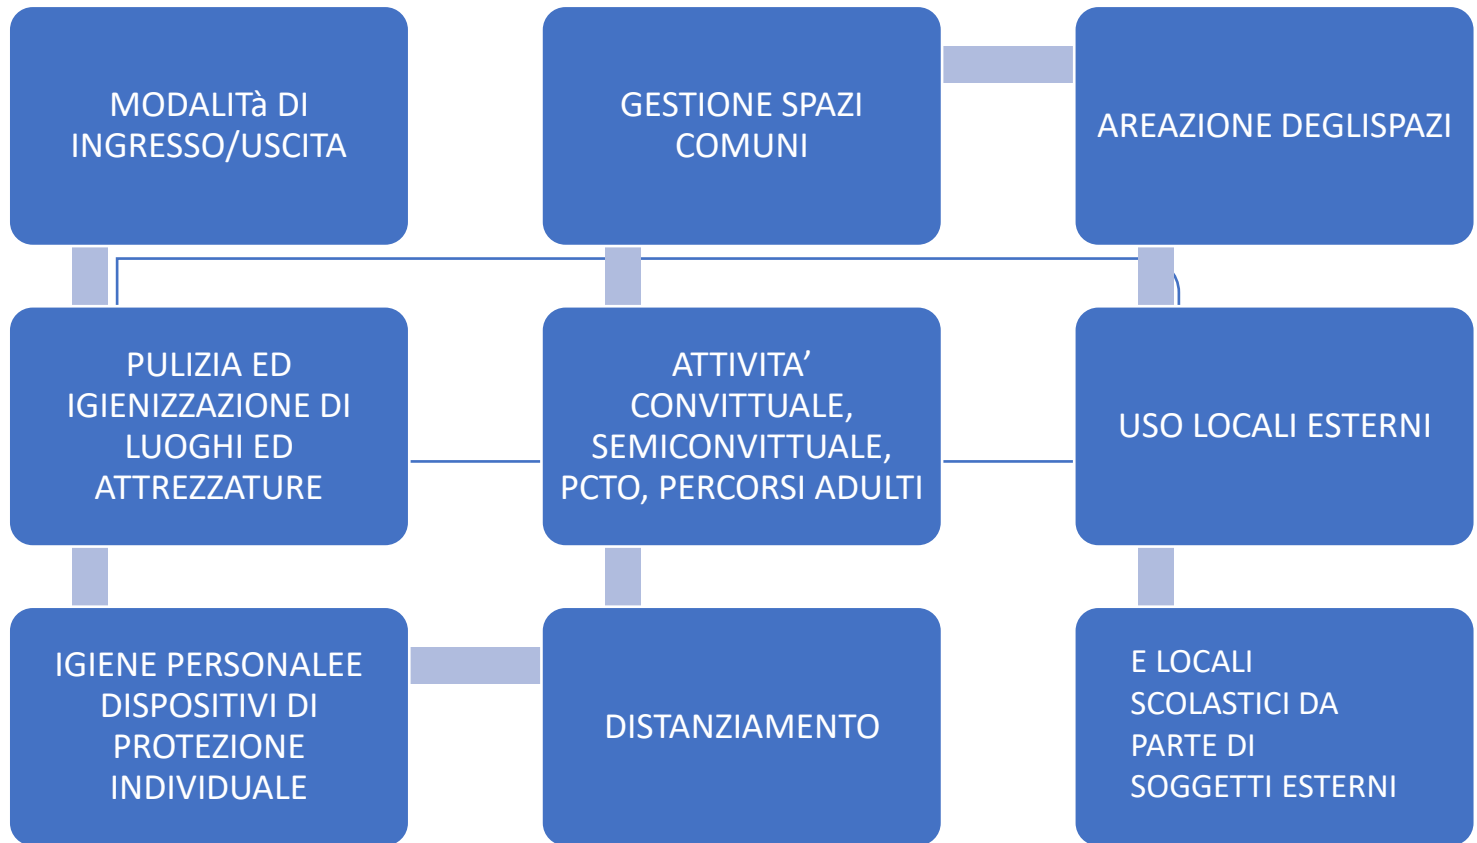 MODALITà DI
INGRESSO/USCITA
GESTIONE SPAZI
COMUNI
AREAZIONE DEGLISPAZI
PULIZIA ED
IGIENIZZAZIONE DI
LUOGHI ED
ATTREZZATURE
ATTIVITA’
CONVITTUALE,
SEMICONVITTUALE,
PCTO, PERCORSI ADULTI
USO LOCALI ESTERNI
IGIENE PERSONALEE
DISPOSITIVI DI
PROTEZIONE
INDIVIDUALE
DISTANZIAMENTO
E LOCALI
SCOLASTICI DA
PARTE DI
SOGGETTI ESTERNI